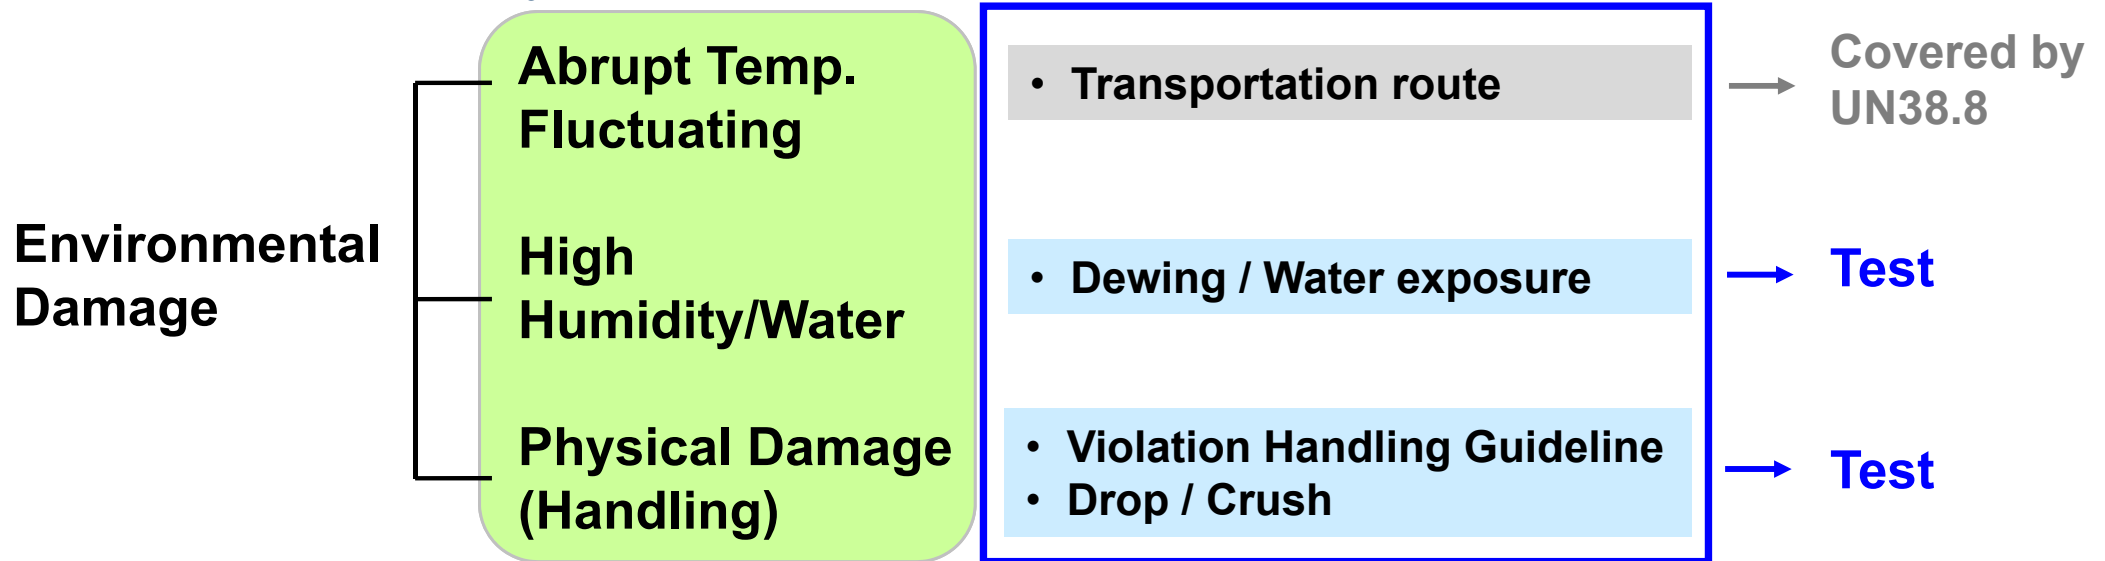 Environmental
Damage
Abrupt Temp.
Fluctuating
• Transportation route
Covered by
UN38.8
High
Humidity/Water
• Dewing / Water exposure
Test
Physical Damage
(Handling)
• Violation Handling Guideline
• Drop / Crush
Test